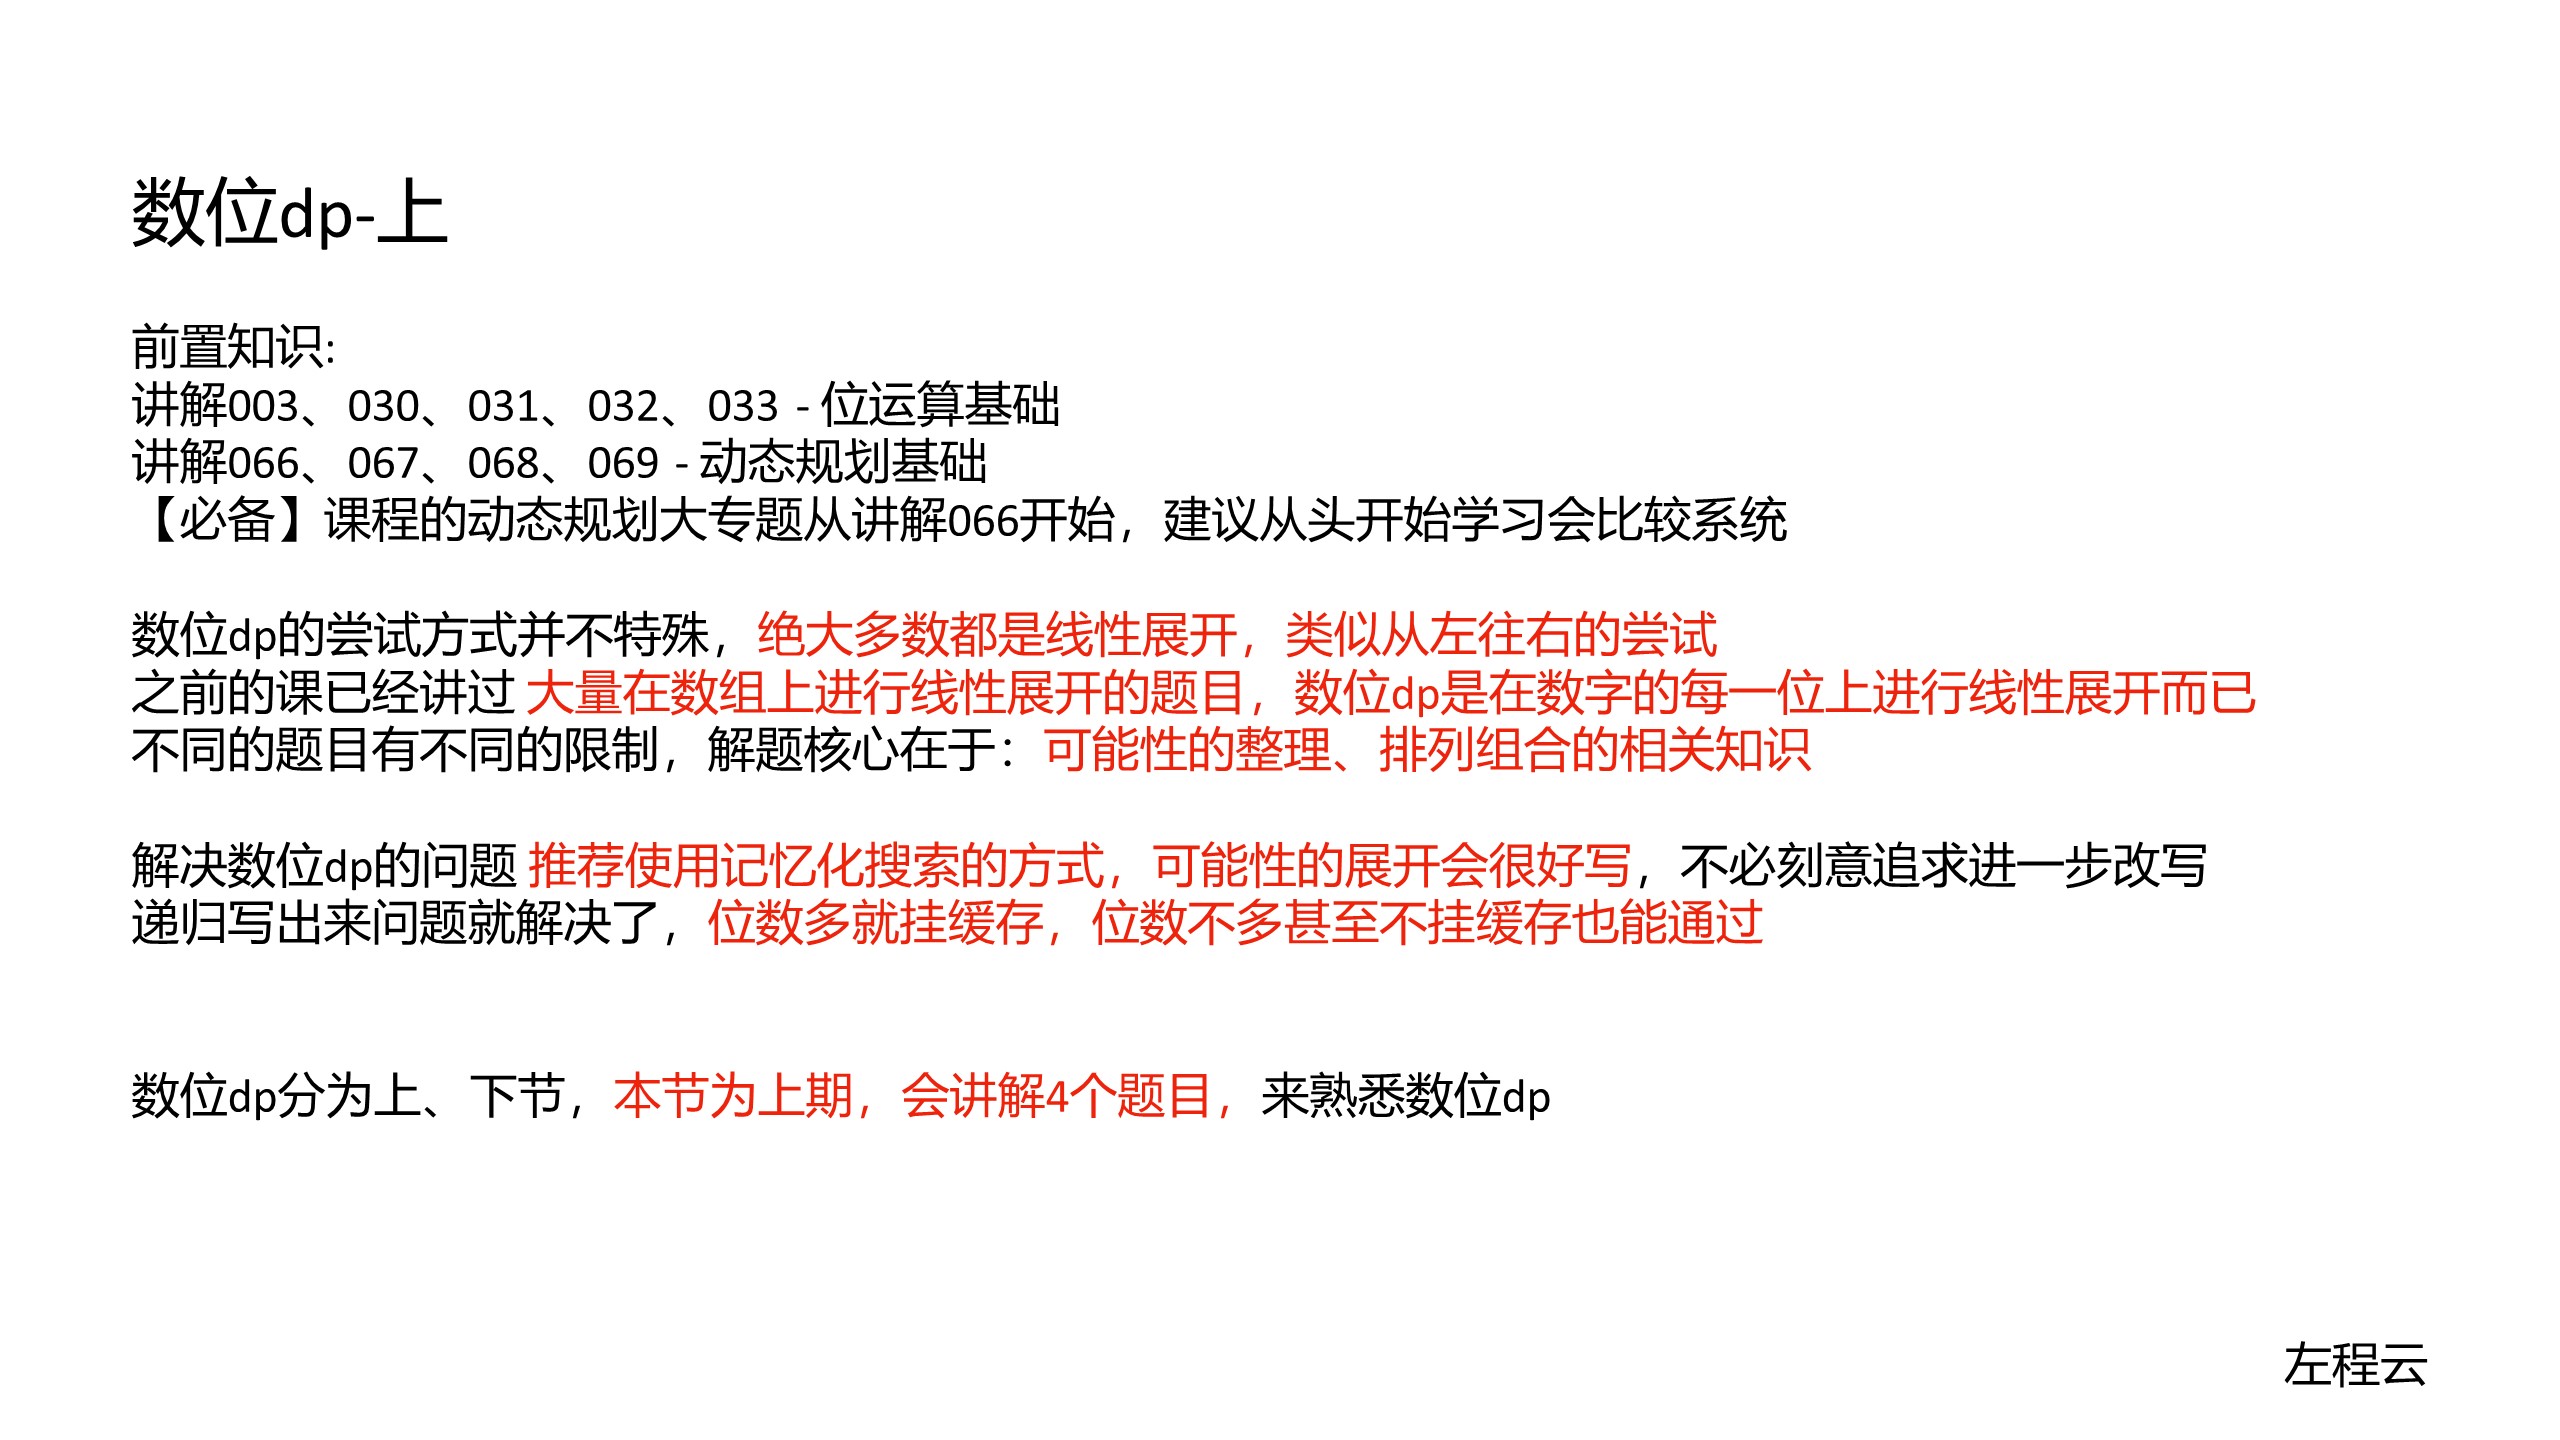 数位dp-上
前置知识:
讲解003、030、031、032、033 - 位运算基础
讲解066、067、068、069 - 动态规划基础
【必备】课程的动态规划大专题从讲解066开始，建议从头开始学习会比较系统
数位dp的尝试方式并不特殊，绝大多数都是线性展开，类似从左往右的尝试
之前的课已经讲过 大量在数组上进行线性展开的题目，数位dp是在数字的每一位上进行线性展开而已
不同的题目有不同的限制，解题核心在于：可能性的整理、排列组合的相关知识
解决数位dp的问题 推荐使用记忆化搜索的方式，可能性的展开会很好写，不必刻意追求进一步改写
递归写出来问题就解决了，位数多就挂缓存，位数不多甚至不挂缓存也能通过
数位dp分为上、下节，本节为上期，会讲解4个题目，来熟悉数位dp
左程云